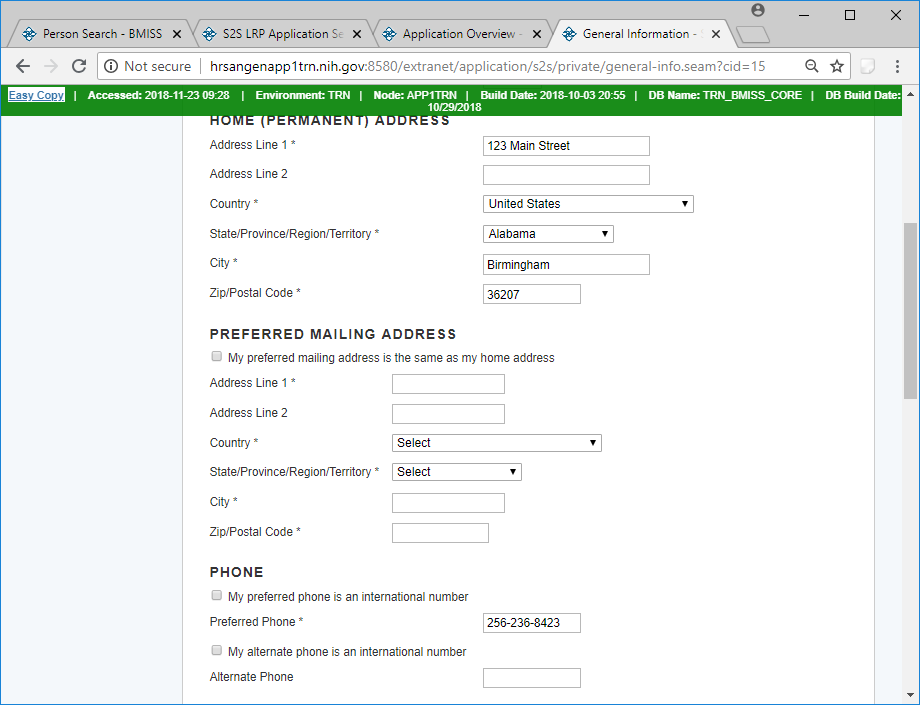 Person Search - BMISS
S2S LRP Application Se
Application Overview -
General Information - S
Not secure | hrsangenapp1trn.nih.gov:8580/extranet/application/s2s/private/general-info.seam?cid=15
Easy Copy | Accessed: 2018-11-23 09:28 | Environment: TRN | Node: APP1TRN | Build Date: 2018-10-03 20:55 | DB Name: TRN_BMISS_CORE | DB Build Date:
10/29/2018
HOME (PERMANENT) ADDRESS
Address Line 1 * 123 Main Street
Address Line 2
Country * United States
State/Province/Region/Territory * Alabama
City * Birmingham
Zip/Postal Code * 36207
PREFERRED MAILING ADDRESS
My preferred mailing address is the same as my home address
Address Line 1 *
Address Line 2
Country * Select
State/Province/Region/Territory * Select
City *
Zip/Postal Code *
PHONE
My preferred phone is an international number
Preferred Phone * 256-236-8423
My alternate phone is an international number
Alternate Phone